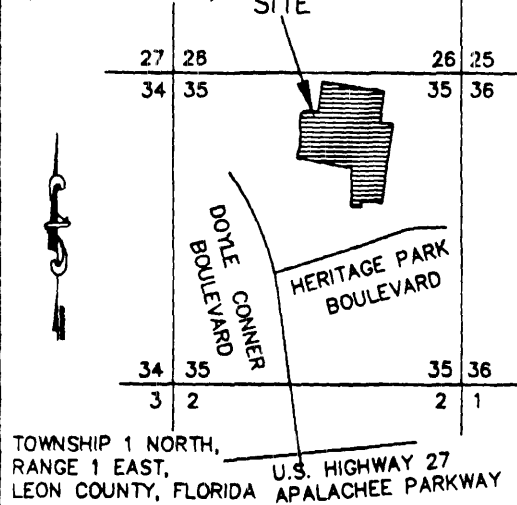 SITE
27 28
26 25
34 35
35 36
DOYLE CONNER
BOULEVARD
HERITAGE PARK
BOULEVARD
34 35
35 36
3 2
2 1
TOWNSHIP 1 NORTH,
RANGE 1 EAST,
LEON COUNTY, FLORIDA
U.S. HIGHWAY 27
APALACHEE PARKWAY